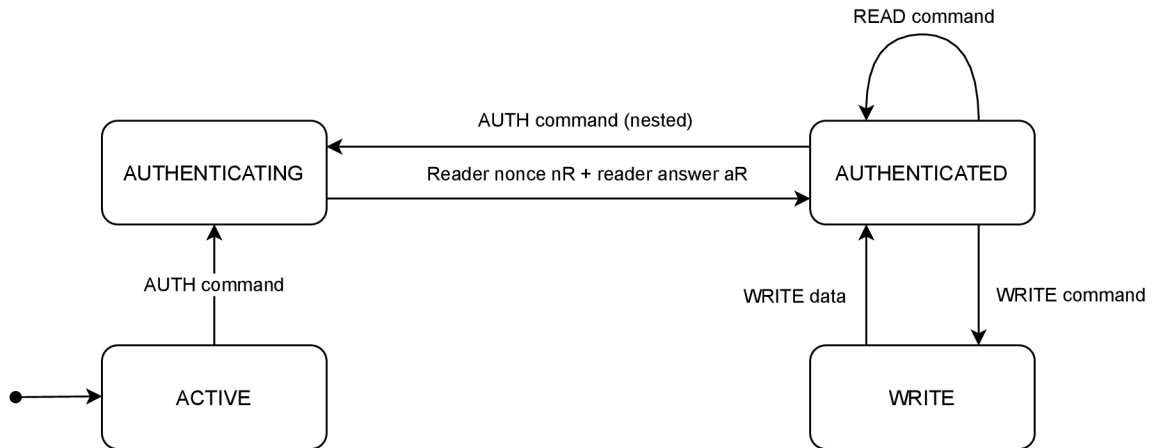 READ command
AUTH command (nested)
AUTHENTICATING
Reader nonce nR + reader answer aR
AUTHENTICATED
AUTH command
WRITE data
WRITE command
ACTIVE
WRITE